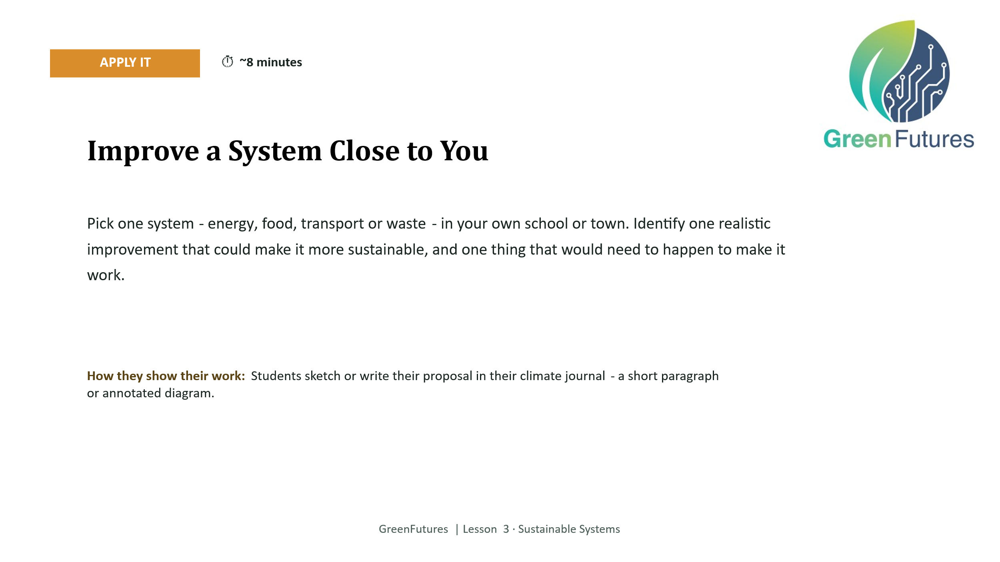 APPLY IT
⏱ ~8 minutes
GreenFutures
Improve a System Close to You
Pick one system - energy, food, transport or waste - in your own school or town. Identify one realistic
improvement that could make it more sustainable, and one thing that would need to happen to make it
work.
How they show their work: Students sketch or write their proposal in their climate journal - a short paragraph
or annotated diagram.
GreenFutures | Lesson 3 · Sustainable Systems